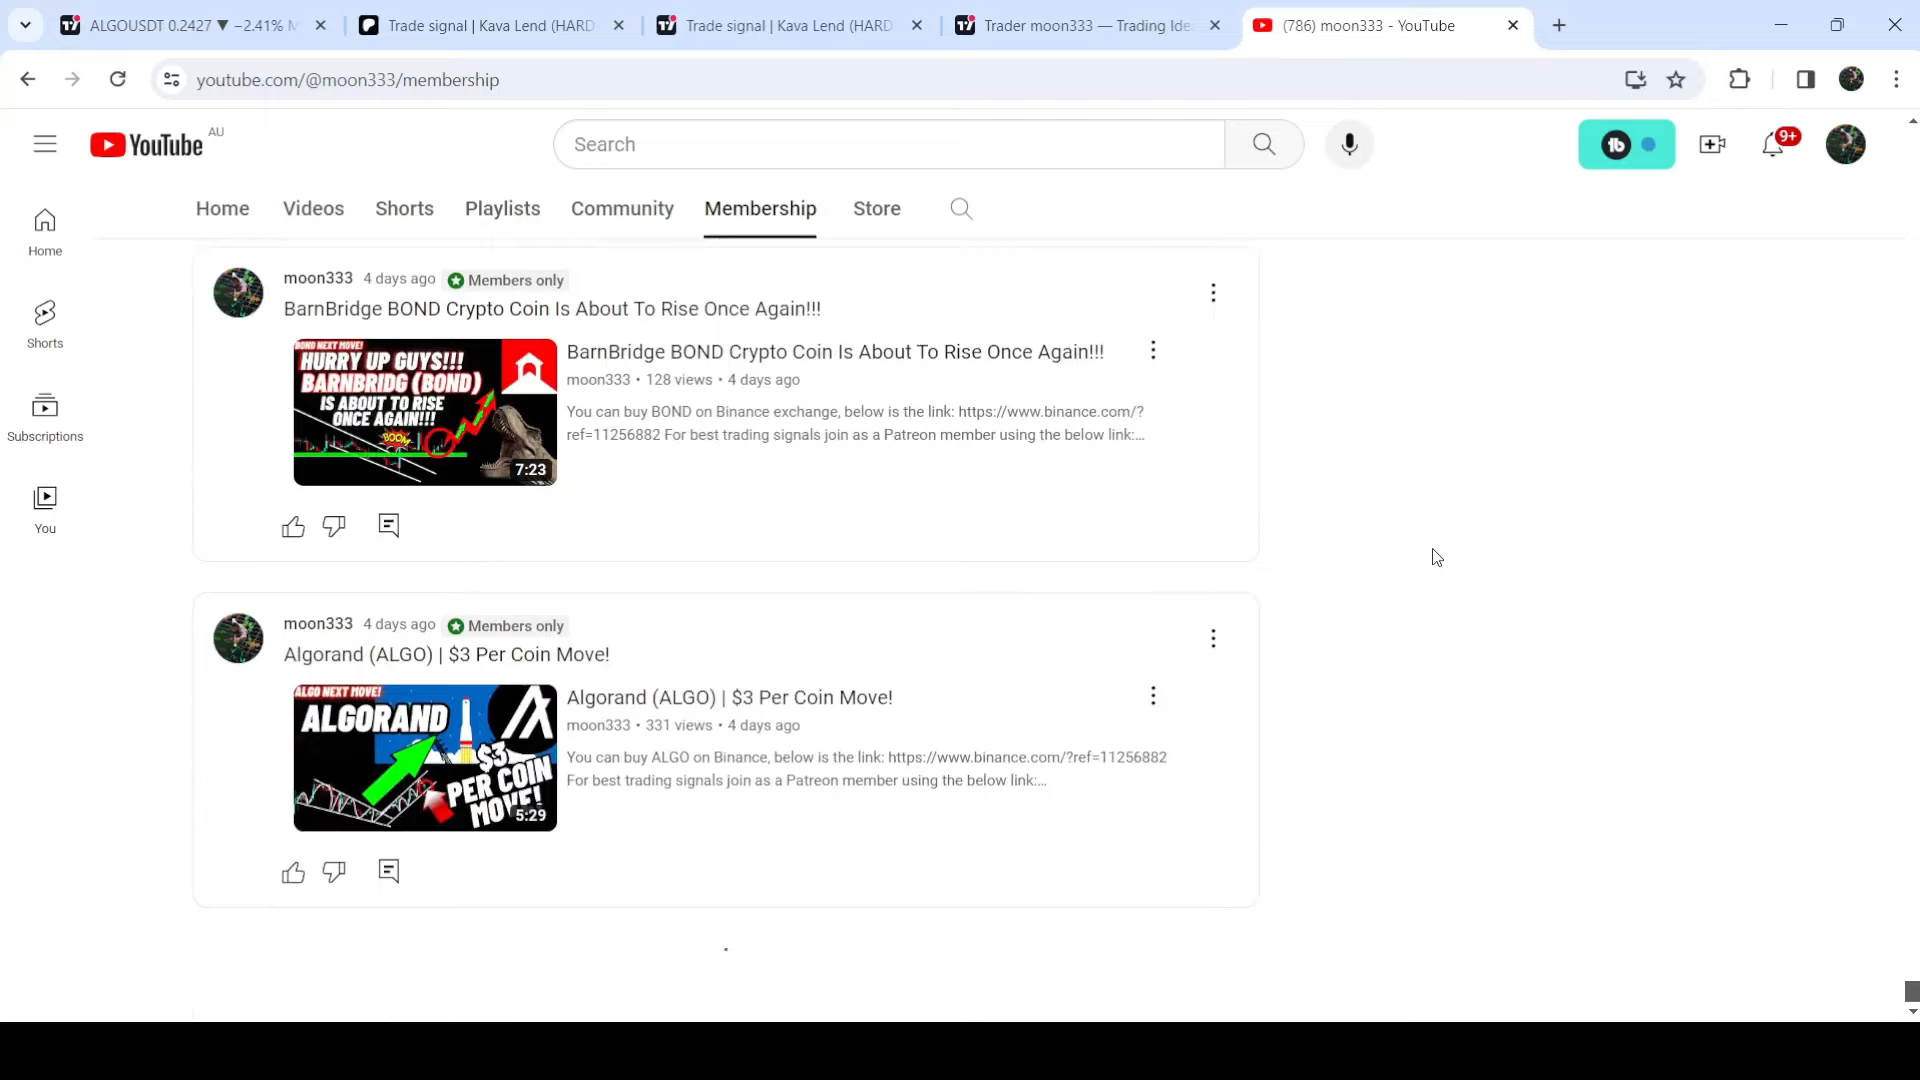 ALGOUSDT 0.2427 ▼ −2.41%
Trade signal | Kava Lend (HARD
Trade signal | Kava Lend (HARD
Trader moon333 — Trading Ide
(786) moon333 - YouTube
youtube.com/@moon333/membership
YouTube AU
Search
9+
Home
Videos
Shorts
Playlists
Community
Membership
Store
Home
Shorts
Subscriptions
You
moon333 4 days ago Members only
BarnBridge BOND Crypto Coin Is About To Rise Once Again!!!
BOND NEXT MOVE!
HURRY UP GUYS!!!
BARNBRIDG (BOND)
IS ABOUT TO RISE
ONCE AGAIN!!!
BOOM
7:23
BarnBridge BOND Crypto Coin Is About To Rise Once Again!!!
moon333 • 128 views • 4 days ago
You can buy BOND on Binance exchange, below is the link: https://www.binance.com/?
ref=11256882 For best trading signals join as a Patreon member using the below link:...
moon333 4 days ago Members only
Algorand (ALGO) | $3 Per Coin Move!
ALGO NEXT MOVE!
ALGORAND
$3
PER COIN
MOVE!
5:29
Algorand (ALGO) | $3 Per Coin Move!
moon333 • 331 views • 4 days ago
You can buy ALGO on Binance, below is the link: https://www.binance.com/?ref=11256882
For best trading signals join as a Patreon member using the below link:...